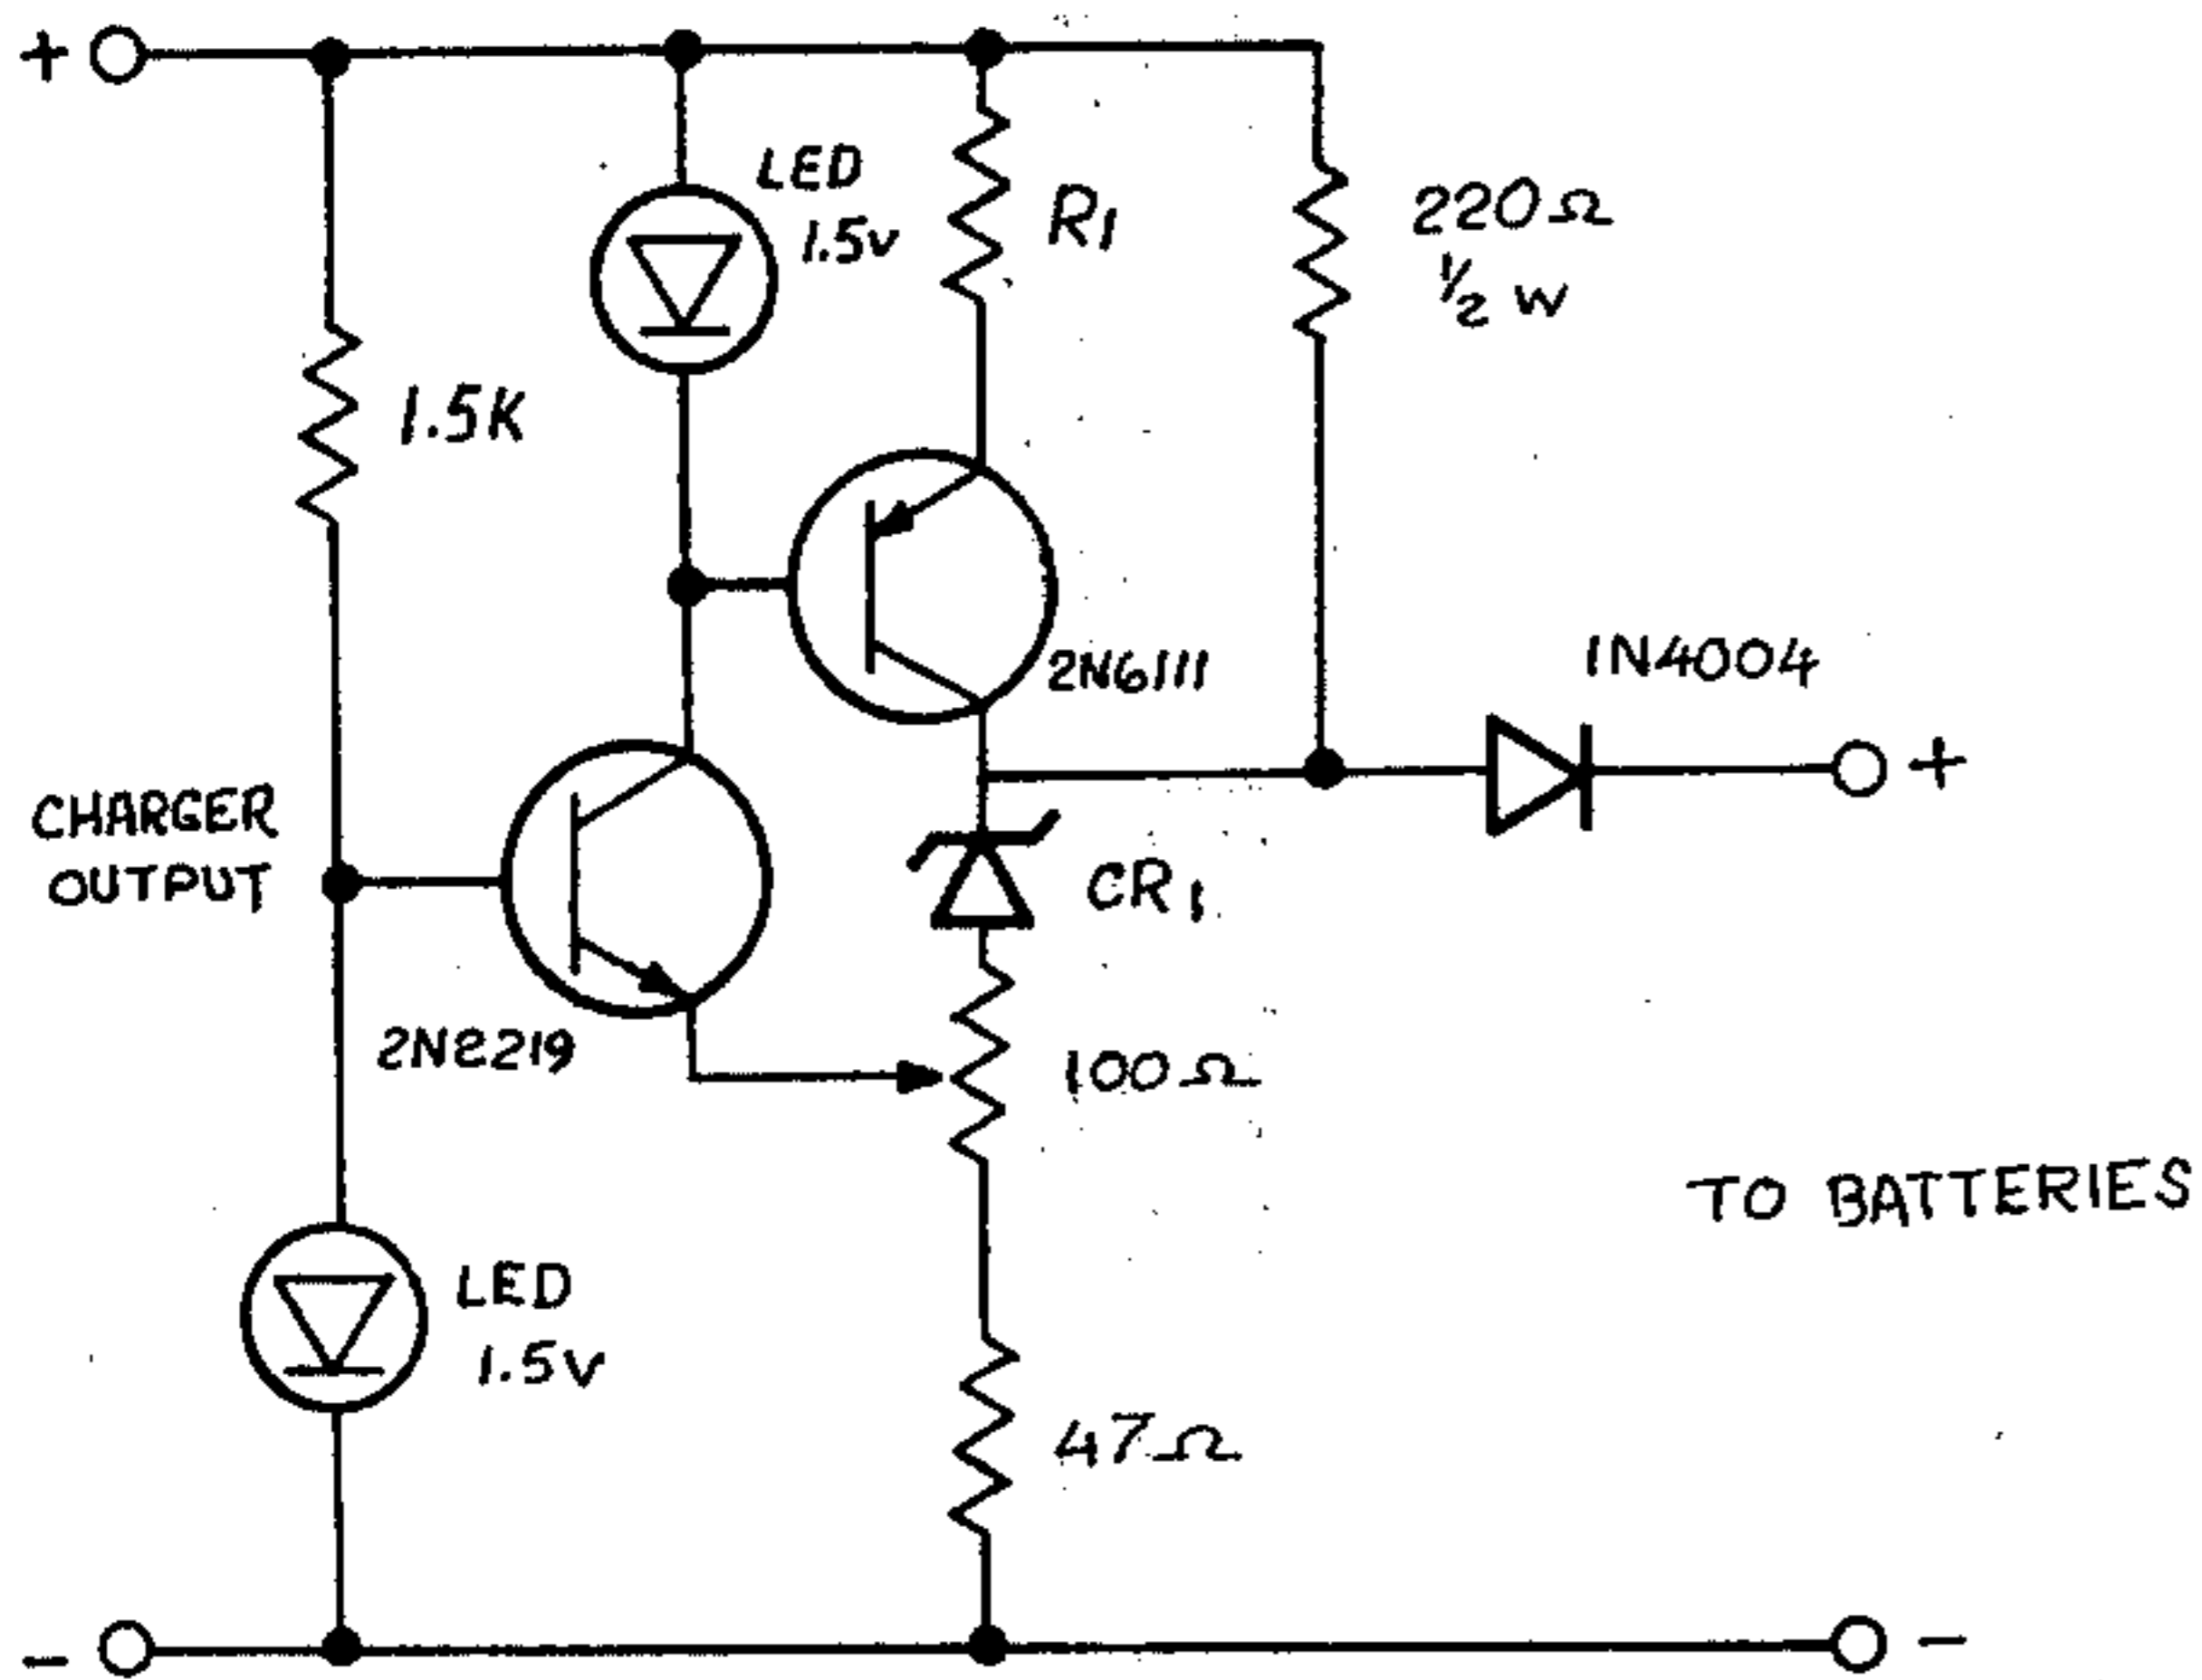 +
LED
1.5v
R1
220Ω
½ W
1.5K
2N6111
1N4004
+
CHARGER
OUTPUT
CR1
2N2219
100Ω
TO BATTERIES
LED
1.5V
47Ω
-
-